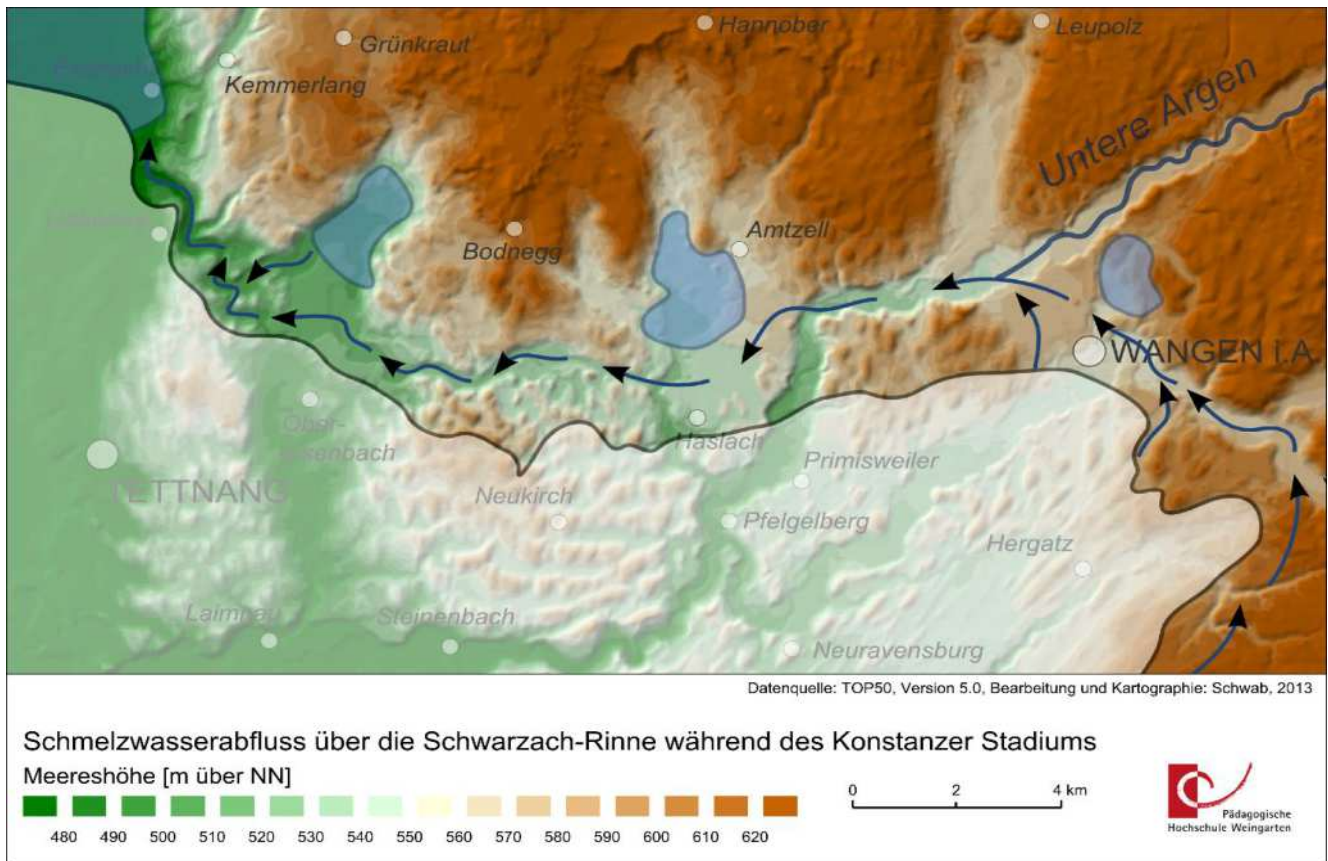 Hannober
Leupolz
Grünkraut
Kemmerlang
Untere Argen
Bodnegg
Amtzell
WANGEN i.A.
Haslach
Ober-
Primisweiler
TETTNANG
Neukirch
Pfelgelberg
Hergatz
Laimnau
Steinenbach
Neuravensburg
Datenquelle: TOP50, Version 5.0, Bearbeitung und Kartographie: Schwab, 2013
Schmelzwasserabfluss über die Schwarzach-Rinne während des Konstanzer Stadiums
Meereshöhe [m über NN]
0 2 4 km
480 490 500 510 520 530 540 550 560 570 580 590 600 610 620
Pädagogische
Hochschule Weingarten